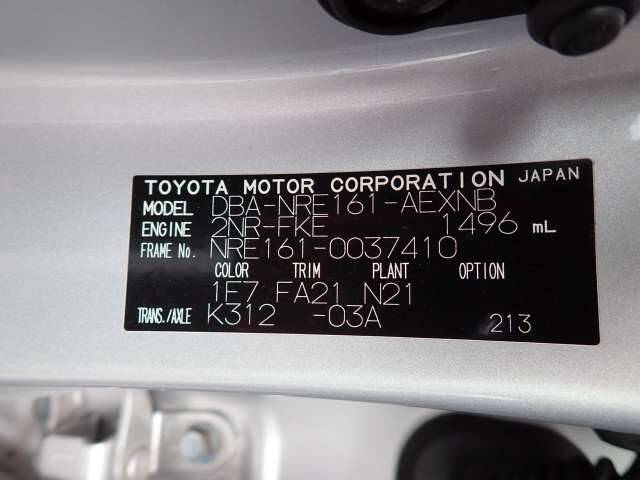 TOYOTA MOTOR CORPORATION JAPAN
MODEL DBA-NRE161-AEXNB
ENGINE 2NR-FKE 1496 mL
FRAME No. NRE161-0037410
COLOR TRIM PLANT OPTION
1F7 FA21 N21
TRANS./AXLE K312 -03A 213